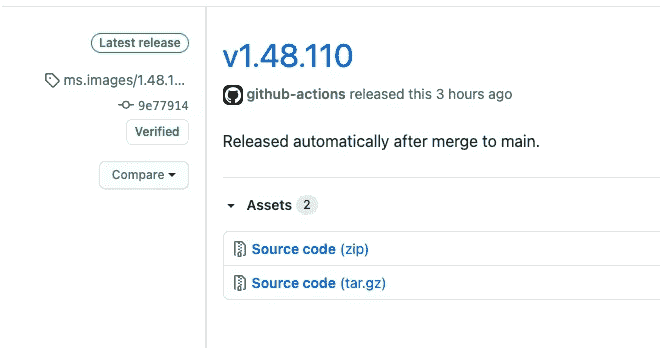 Latest release
ms.images/1.48.1...
9e77914
Verified
Compare
v1.48.110
github-actions released this 3 hours ago
Released automatically after merge to main.
Assets 2
Source code (zip)
Source code (tar.gz)